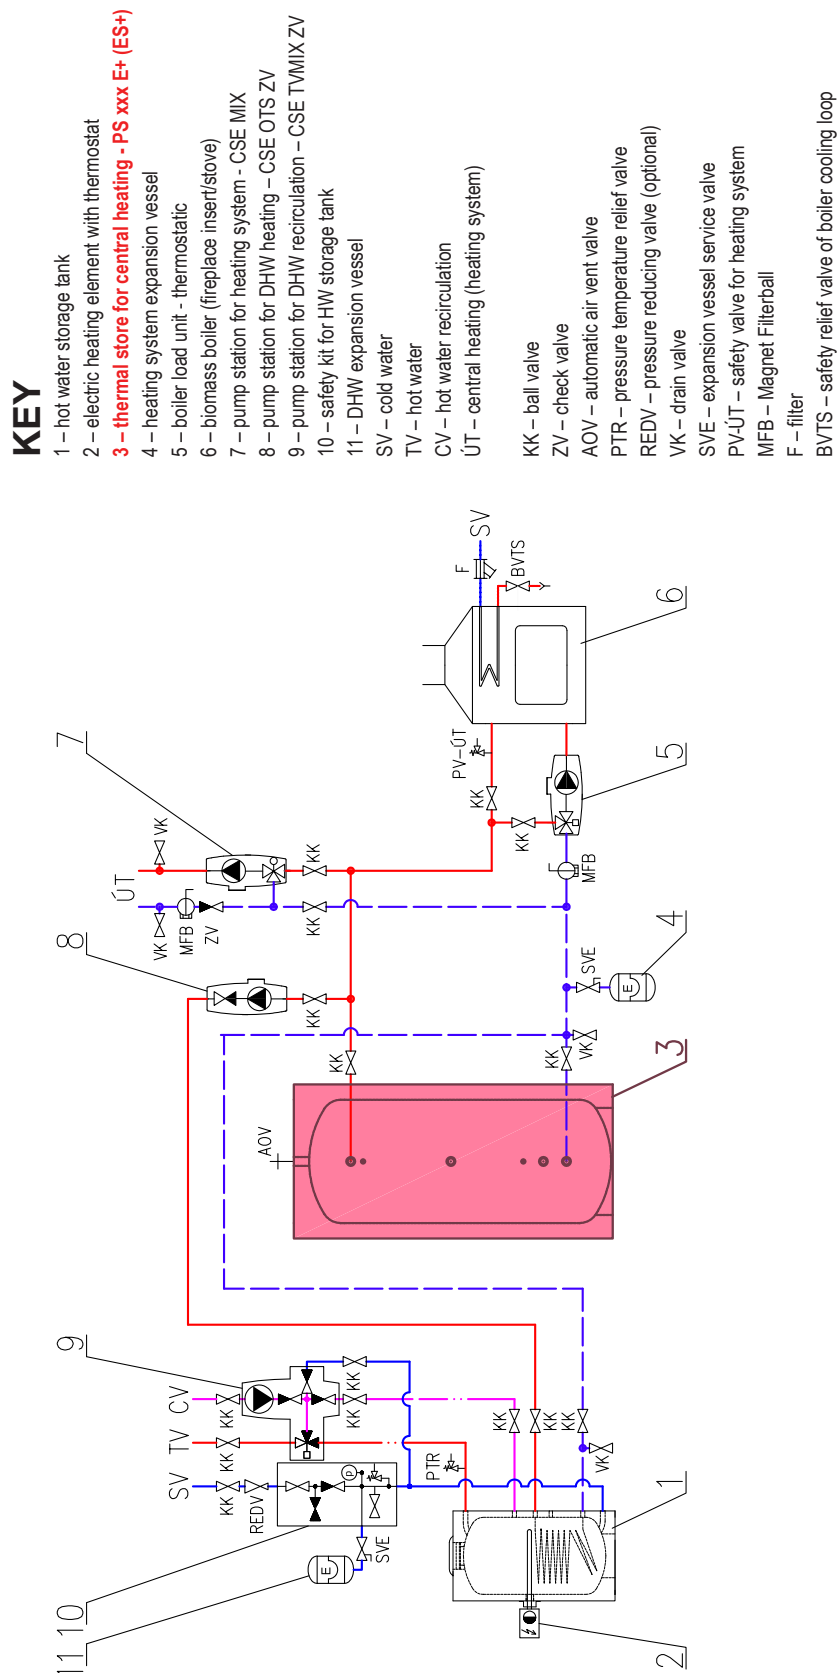 KEY
1 – hot water storage tank
2 – electric heating element with thermostat
3 – thermal store for central heating - PS xxx E+ (ES+)
4 – heating system expansion vessel
5 – boiler load unit - thermostatic
6 – biomass boiler (fireplace insert/stove)
7 – pump station for heating system - CSE MIX
8 – pump station for DHW heating – CSE OTS ZV
9 – pump station for DHW recirculation – CSE TVMIX ZV
10 – safety kit for HW storage tank
11 – DHW expansion vessel
SV – cold water
TV – hot water
CV – hot water recirculation
ÚT – central heating (heating system)
KK – ball valve
ZV – check valve
AOV – automatic air vent valve
PTR – pressure temperature relief valve
REDV – pressure reducing valve (optional)
VK – drain valve
SVE – expansion vessel service valve
PV-ÚT – safety valve for heating system
MFB – Magnet Filterball
F – filter
BVTS – safety relief valve of boiler cooling loop
11
10
9
8
7
SV
TV
CV
ÚT
KK
KK
KK
REDV
P
E
SVE
KK
KK
PTR
KK
KK
KK
VK
1
2
AOV
VK
MFB
ZV
VK
KK
KK
KK
KK
KK
VK
SVE
E
4
3
MFB
KK
KK
PV-ÚT
5
6
F
SV
BVTS